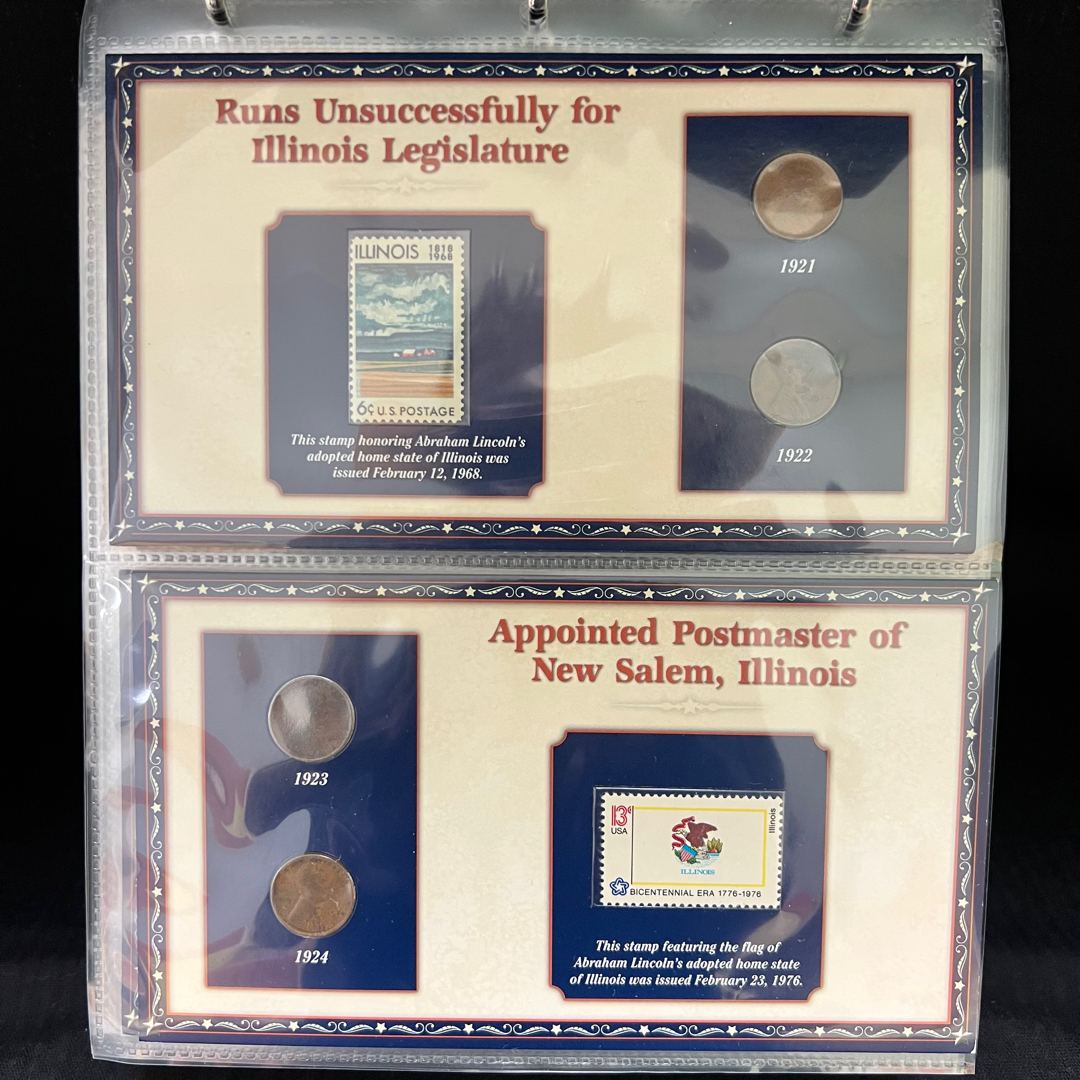 Runs Unsuccessfully for
Illinois Legislature
ILLINOIS 1818
1968
6¢ U.S. POSTAGE
This stamp honoring Abraham Lincoln's
adopted home state of Illinois was
issued February 12, 1968.
1921
1922
Appointed Postmaster of
New Salem, Illinois
1923
1924
13¢
USA
Illinois
ILLINOIS
BICENTENNIAL ERA 1776-1976
This stamp featuring the flag of
Abraham Lincoln's adopted home state
of Illinois was issued February 23, 1976.